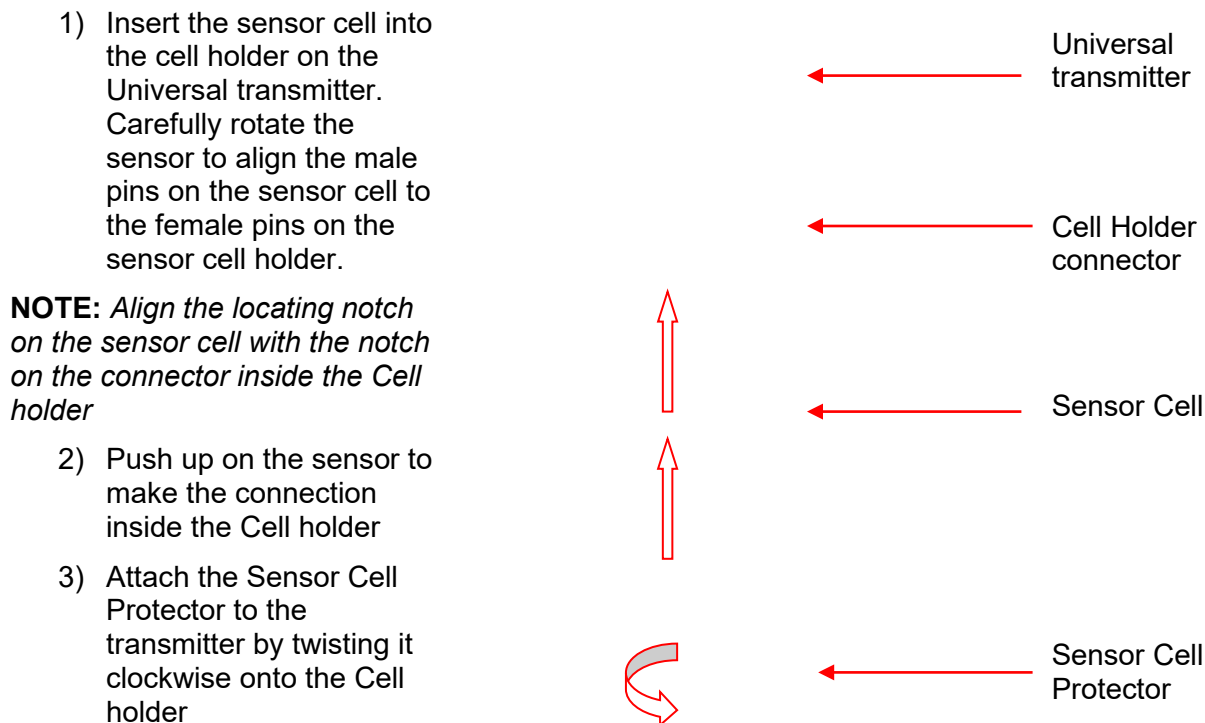 1) Insert the sensor cell into
the cell holder on the
Universal transmitter.
Carefully rotate the
sensor to align the male
pins on the sensor cell to
the female pins on the
sensor cell holder.
NOTE: Align the locating notch
on the sensor cell with the notch
on the connector inside the Cell
holder
2) Push up on the sensor to
make the connection
inside the Cell holder
3) Attach the Sensor Cell
Protector to the
transmitter by twisting it
clockwise onto the Cell
holder
Universal
transmitter
Cell Holder
connector
Sensor Cell
Sensor Cell
Protector